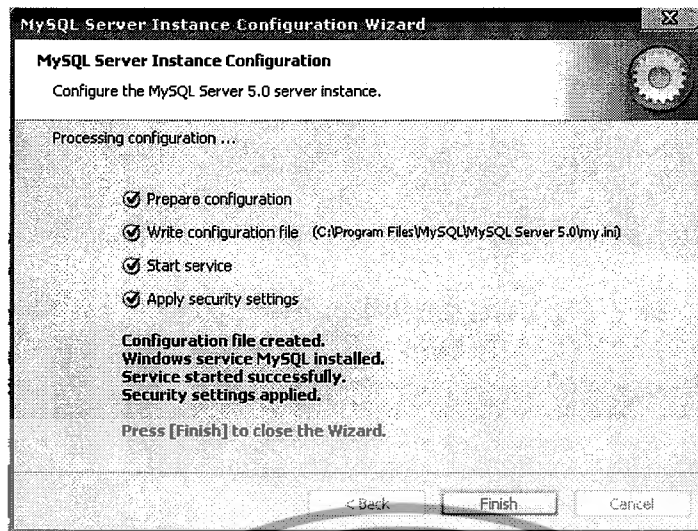 MySQL Server Instance Configuration Wizard
MySQL Server Instance Configuration
Configure the MySQL Server 5.0 server instance.
Processing configuration ...
Prepare configuration
Write configuration file (C:\Program Files\MySQL\MySQL Server 5.0\my.ini)
Start service
Apply security settings
Configuration file created.
Windows service MySQL installed.
Service started successfully.
Security settings applied.
Press [Finish] to close the Wizard.
< Back Finish Cancel